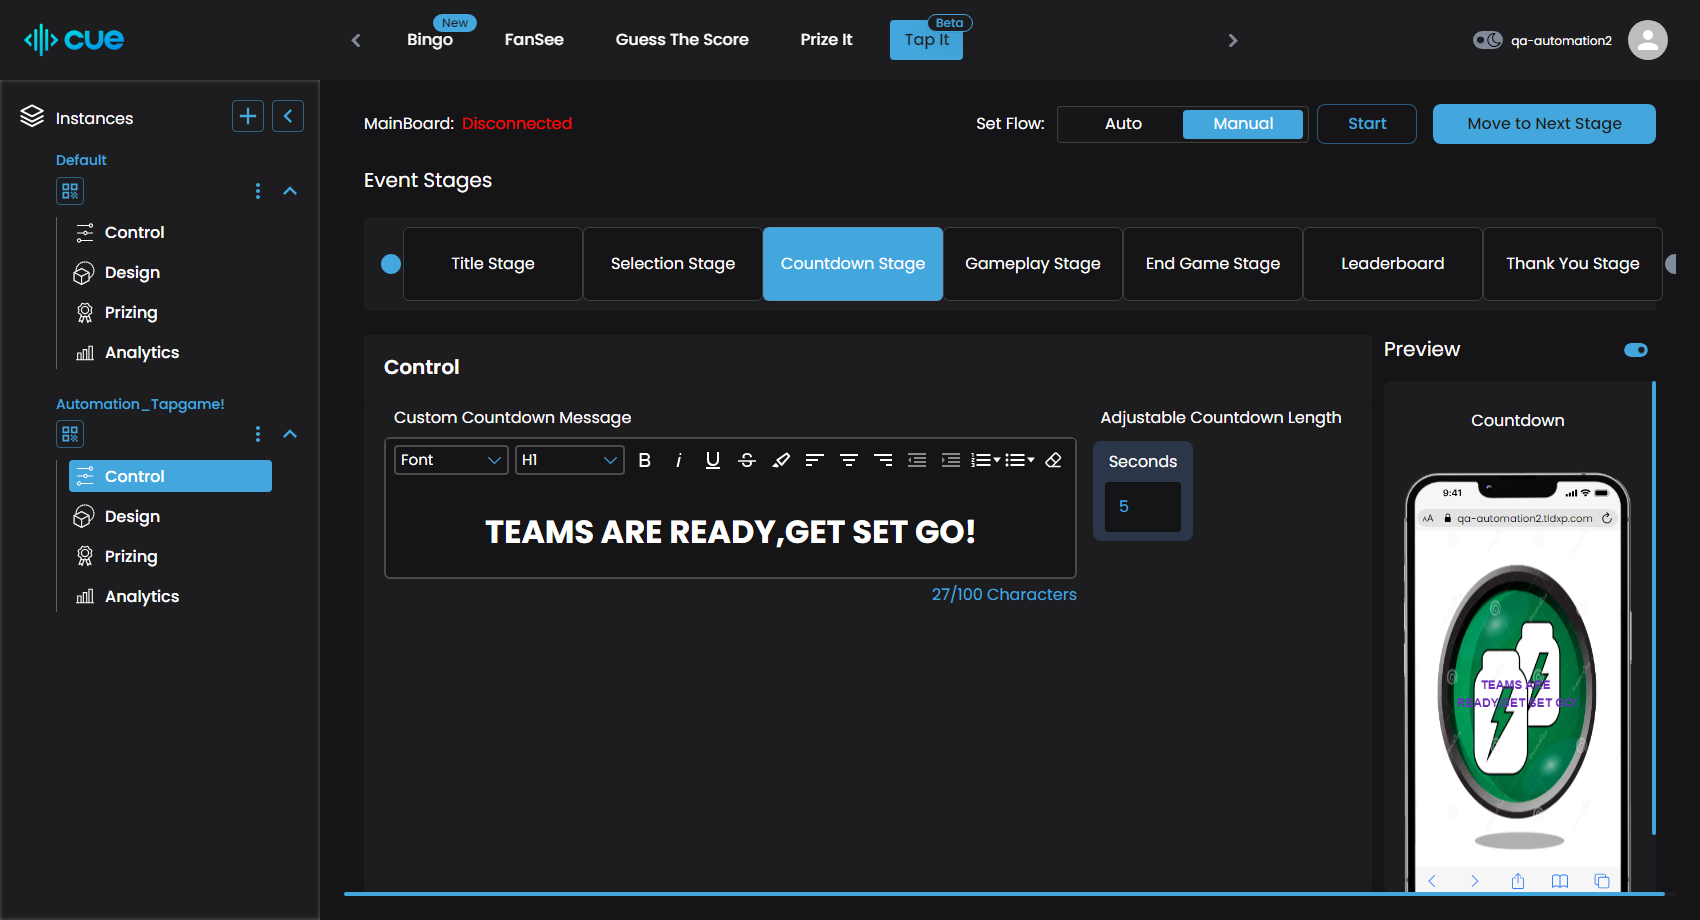 cue
Bingo
New
FanSee
Guess The Score
Prize It
Tap It
Beta
qa-automation2
Instances
Default
Control
Design
Prizing
Analytics
Automation_Tapgame!
Control
Design
Prizing
Analytics
MainBoard: Disconnected
Set Flow:
Auto
Manual
Start
Move to Next Stage
Event Stages
Title Stage
Selection Stage
Countdown Stage
Gameplay Stage
End Game Stage
Leaderboard
Thank You Stage
Control
Custom Countdown Message
Font
H1
B
i
U
S
TEAMS ARE READY,GET SET GO!
27/100 Characters
Adjustable Countdown Length
Seconds
5
Preview
Countdown
9:41
AA
qa-automation2.tldxp.com
TEAMS ARE
READY,GET SET GO!